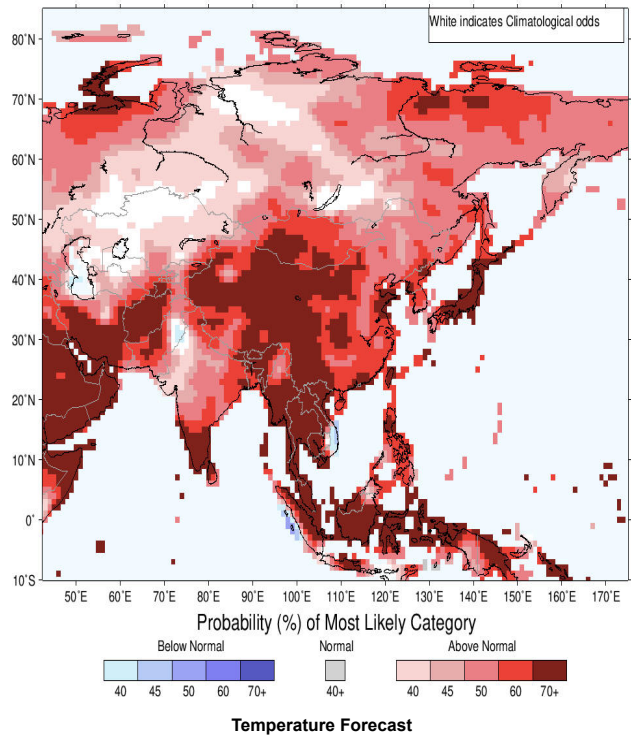 White indicates Climatological odds
80˚N
70˚N
60˚N
50˚N
40˚N
30˚N
20˚N
10˚N
0˚
10˚S
50˚E 60˚E 70˚E 80˚E 90˚E 100˚E 110˚E 120˚E 130˚E 140˚E 150˚E 160˚E 170˚E
Probability (%) of Most Likely Category
Below Normal Normal Above Normal
40 45 50 60 70+ 40+ 40 45 50 60 70+
Temperature Forecast